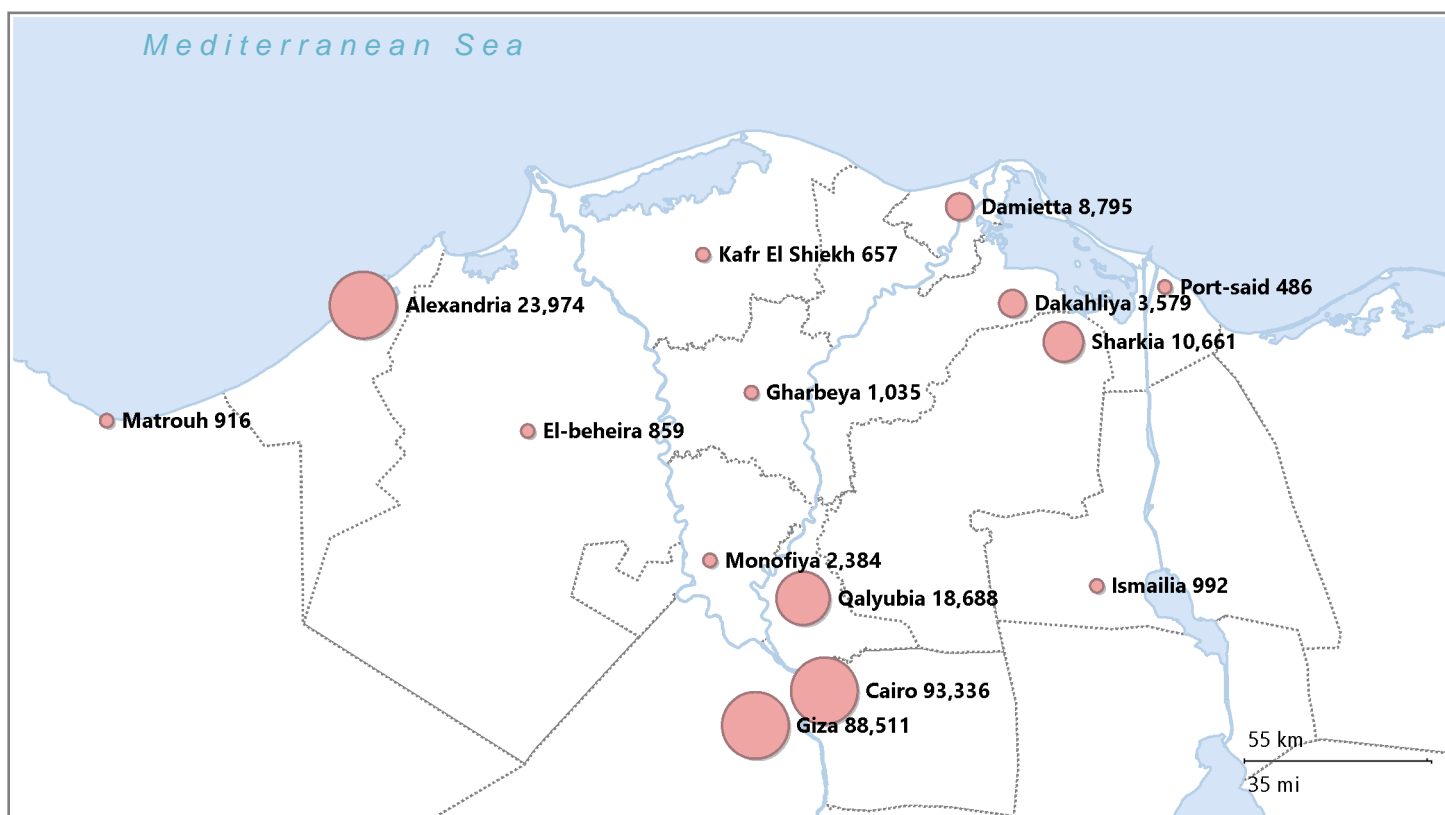 Mediterranean Sea
Damietta 8,795
Kafr El Shiekh 657
Port-said 486
Alexandria 23,974
Dakahliya 3,579
Sharkia 10,661
Gharbeya 1,035
Matrouh 916
El-beheira 859
Monofiya 2,384
Ismailia 992
Qalyubia 18,688
Cairo 93,336
Giza 88,511
55 km
35 mi